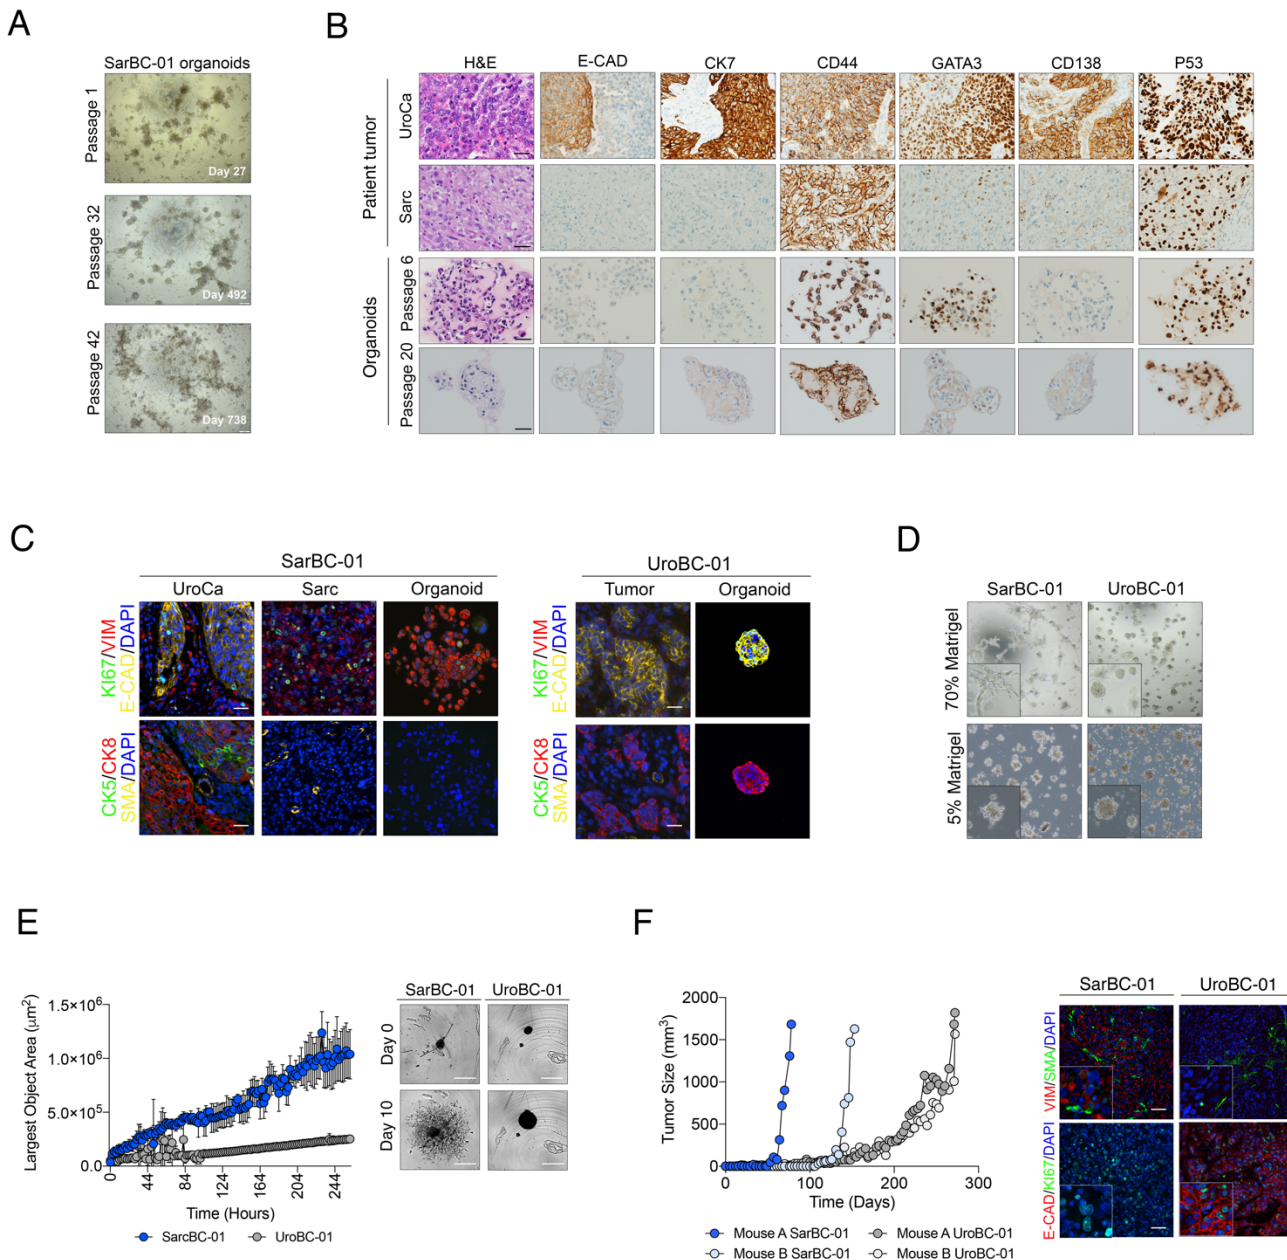 A
SarBC-01 organoids
Passage 1
Day 27
Passage 32
Day 492
Passage 42
Day 738
B
H&E E-CAD CK7 CD44 GATA3 CD138 P53
Patient tumor
UroCa
Sarc
Organoids
Passage 6
Passage 20
C
SarBC-01
UroCa Sarc Organoid
KI67/VIM
E-CAD/DAPI
CK5/CK8
SMA/DAPI
UroBC-01
Tumor Organoid
KI67/VIM
E-CAD/DAPI
CK5/CK8
SMA/DAPI
D
SarBC-01 UroBC-01
70% Matrigel
5% Matrigel
E
Largest Object Area (μm²)
1.5×10⁶
1.0×10⁶
5.0×10⁵
0.0
44 84 124 164 204 244
Time (Hours)
SarcBC-01 UroBC-01
SarBC-01 UroBC-01
Day 0
Day 10
F
Tumor Size (mm³)
2000
1500
1000
500
0
0 100 200 300
Time (Days)
Mouse A SarBC-01 Mouse A UroBC-01
Mouse B SarBC-01 Mouse B UroBC-01
SarBC-01 UroBC-01
VIM/SMA/DAPI
E-CAD/KI67/DAPI